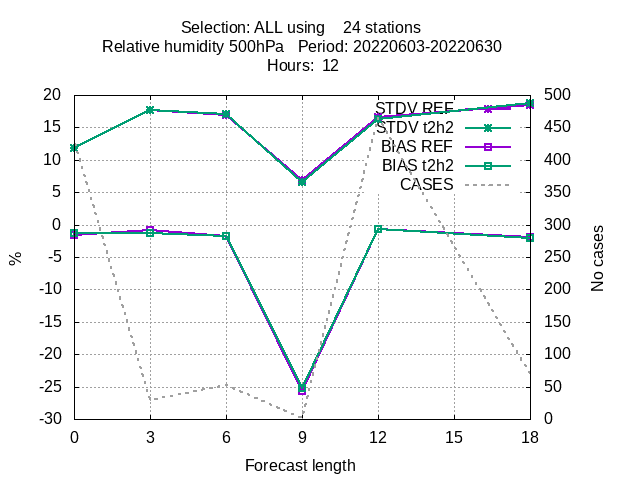 Selection: ALL using 24 stations
Relative humidity 500hPa Period: 20220603-20220630
Hours: 12
STDV REF
STDV t2h2
BIAS REF
BIAS t2h2
CASES
20
15
10
5
0
-5
-10
-15
-20
-25
-30
%
500
450
400
350
300
250
200
150
100
50
0
No cases
0 3 6 9 12 15 18
Forecast length